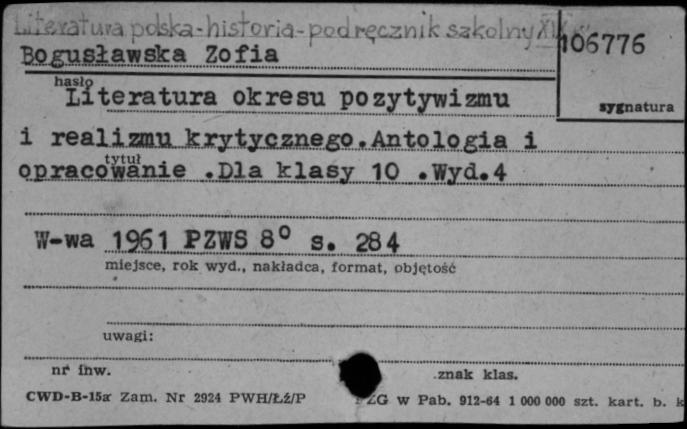 Literatura polska-historia-podręcznik szkolny XIX
106776
Bogusławska Zofia
hasło
Literatura okresu pozytywizmu
sygnatura
i realizmu krytycznego.Antologia i
tytuł
opracowanie .Dla klasy 10 .Wyd.4
W-wa 1961 PZWS 8° s. 284
miejsce, rok wyd., nakładca, format, objętość
uwagi:
nr inw.
znak klas.
CWD-B-15a Zam. Nr 2924 PWH/Łź/P
w Pab. 912-64 1 000 000 szt. kart. b. k